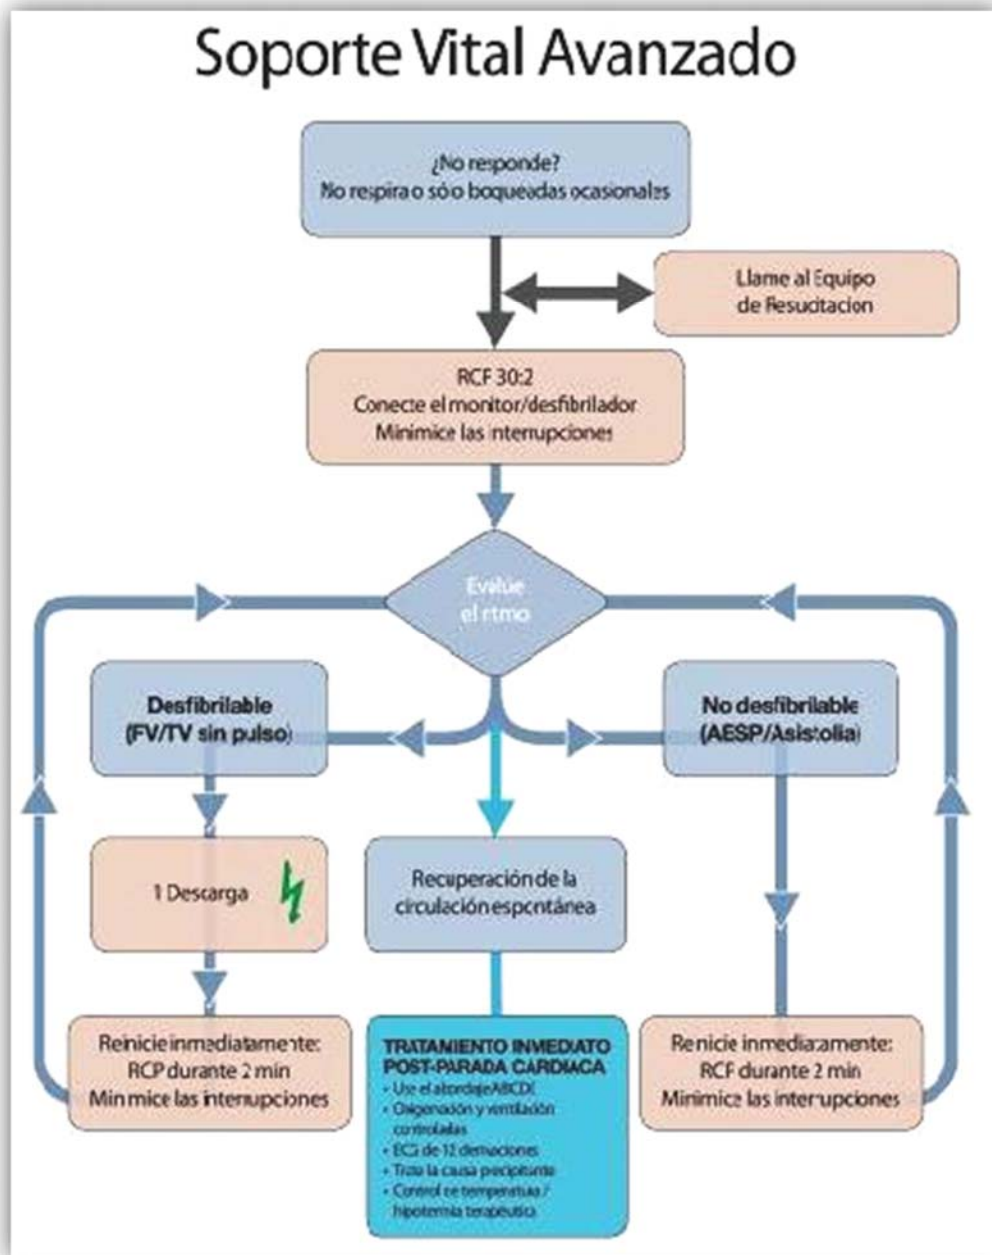 Soporte Vital Avanzado
¿No responde?
No respira o sólo boqueadas ocasionales
Llame al Equipo
de Resucitacion
RCP 30:2
Conecte el monitor/desfibrilador
Minimice las interrupciones
Evalúe
el ritmo
Desfibrilable
(FV/TV sin pulso)
No desfibrilable
(AESP/Asistolia)
1 Descarga
Recuperación de la
circulación espontánea
Reinicie inmediatamente:
RCP durante 2 min
Minimice las interrupciones
TRATAMIENTO INMEDIATO
POST-PARADA CARDIACA
• Use el abordaje ABCDE
• Oxigenación y ventilación
controladas
• ECG de 12 derivaciones
• Trate la causa precipitante
• Control de temperatura /
hipotermia terapéutica
Reinicie inmediatamente:
RCP durante 2 min
Minimice las interrupciones